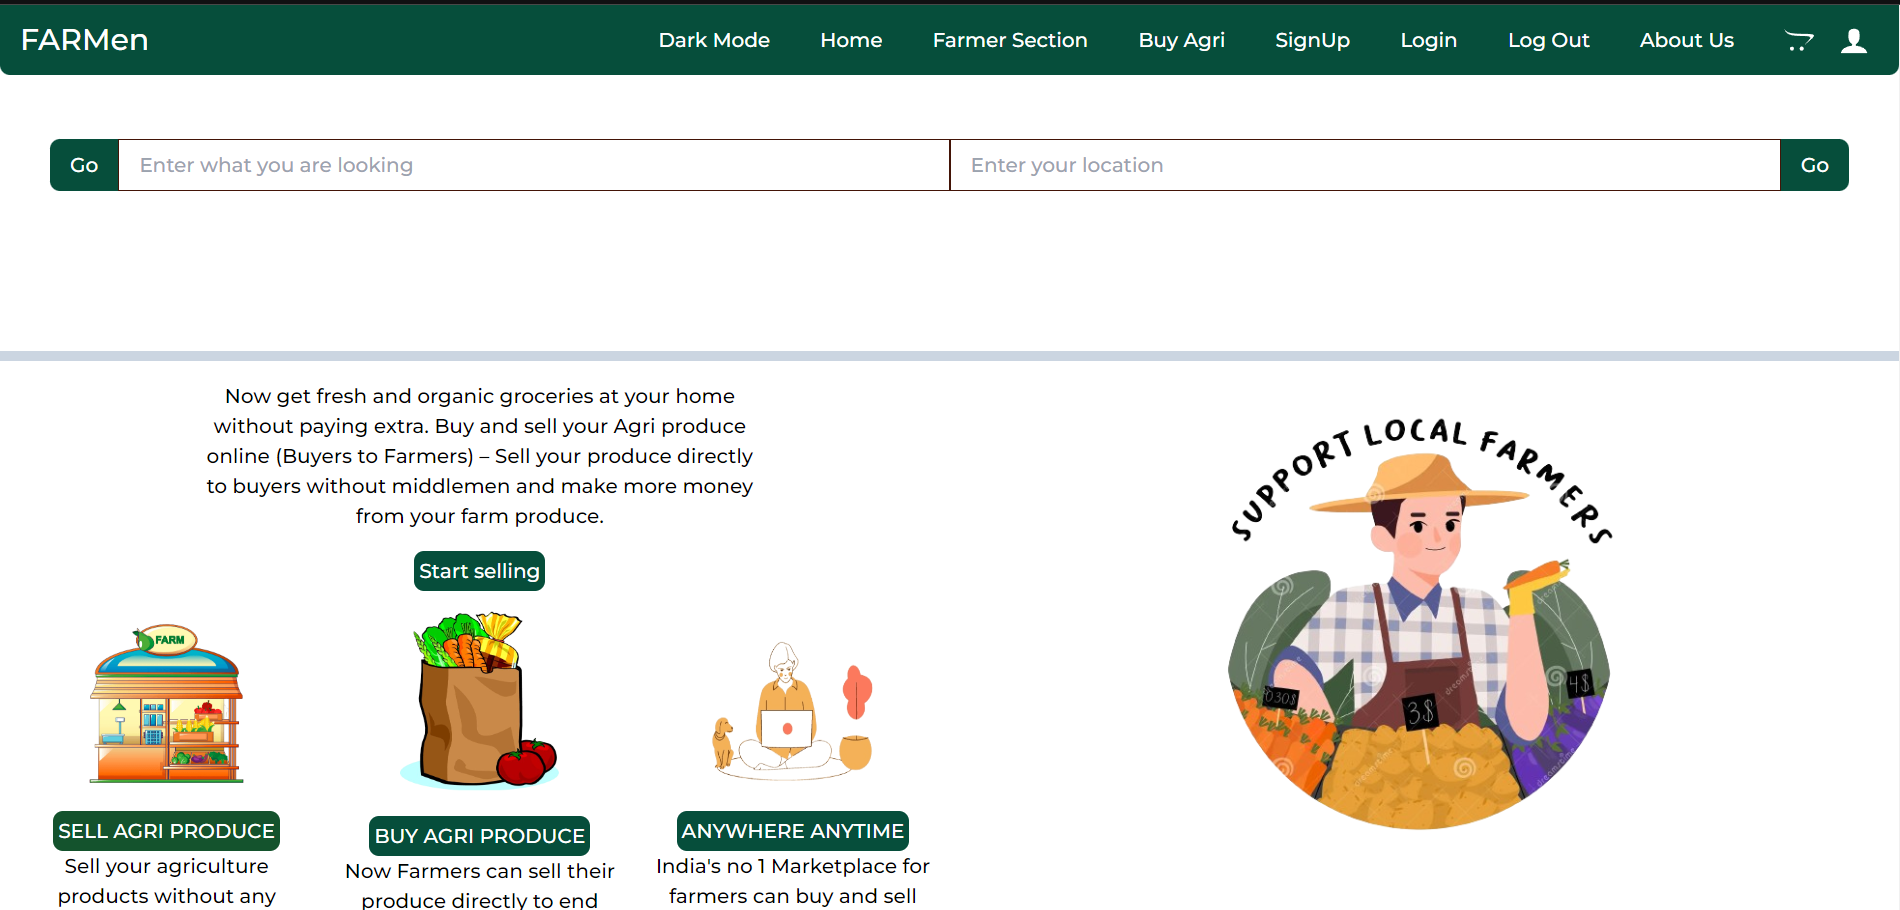 FARMen
Dark Mode
Home
Farmer Section
Buy Agri
SignUp
Login
Log Out
About Us
Go
Enter what you are looking
Enter your location
Go
Now get fresh and organic groceries at your home
without paying extra. Buy and sell your Agri produce
online (Buyers to Farmers) – Sell your produce directly
to buyers without middlemen and make more money
from your farm produce.
Start selling
SUPPORT LOCAL FARMERS
030$
3$
4$
FARM
SELL AGRI PRODUCE
Sell your agriculture
products without any
BUY AGRI PRODUCE
Now Farmers can sell their
produce directly to end
ANYWHERE ANYTIME
India's no 1 Marketplace for
farmers can buy and sell